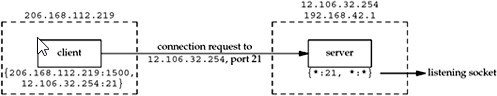 206.168.112.219
12.106.32.254
192.168.42.1
client
connection request to
12.106.32.254, port 21
server
{206.168.112.219:1500,
12.106.32.254:21}
{*:21, *:*}
listening socket